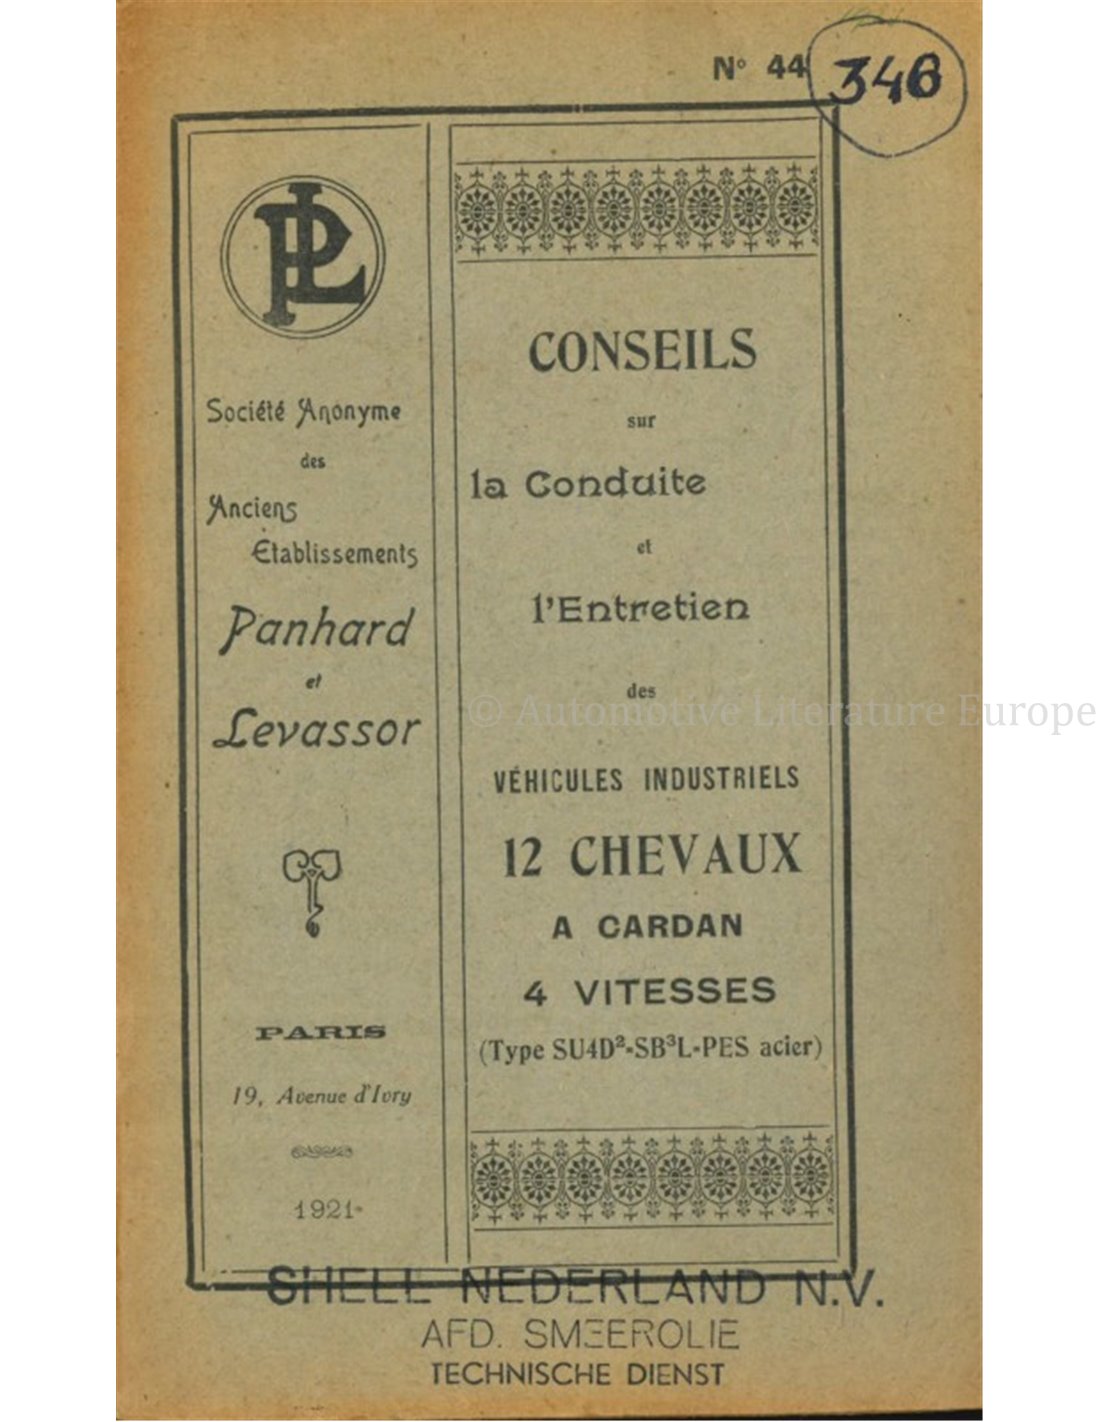 N° 44
346
PL
Société Anonyme
des
Anciens
Etablissements
Panhard
et
Levassor
PARIS
19, Avenue d'Ivry
1921
CONSEILS
sur
la Conduite
et
l'Entretien
des
VÉHICULES INDUSTRIELS
12 CHEVAUX
A CARDAN
4 VITESSES
(Type SU4D²-SB³L-PES acier)
© Automotive Literature Europe
SHELL NEDERLAND N.V.
AFD. SMEEROLIE
TECHNISCHE DIENST